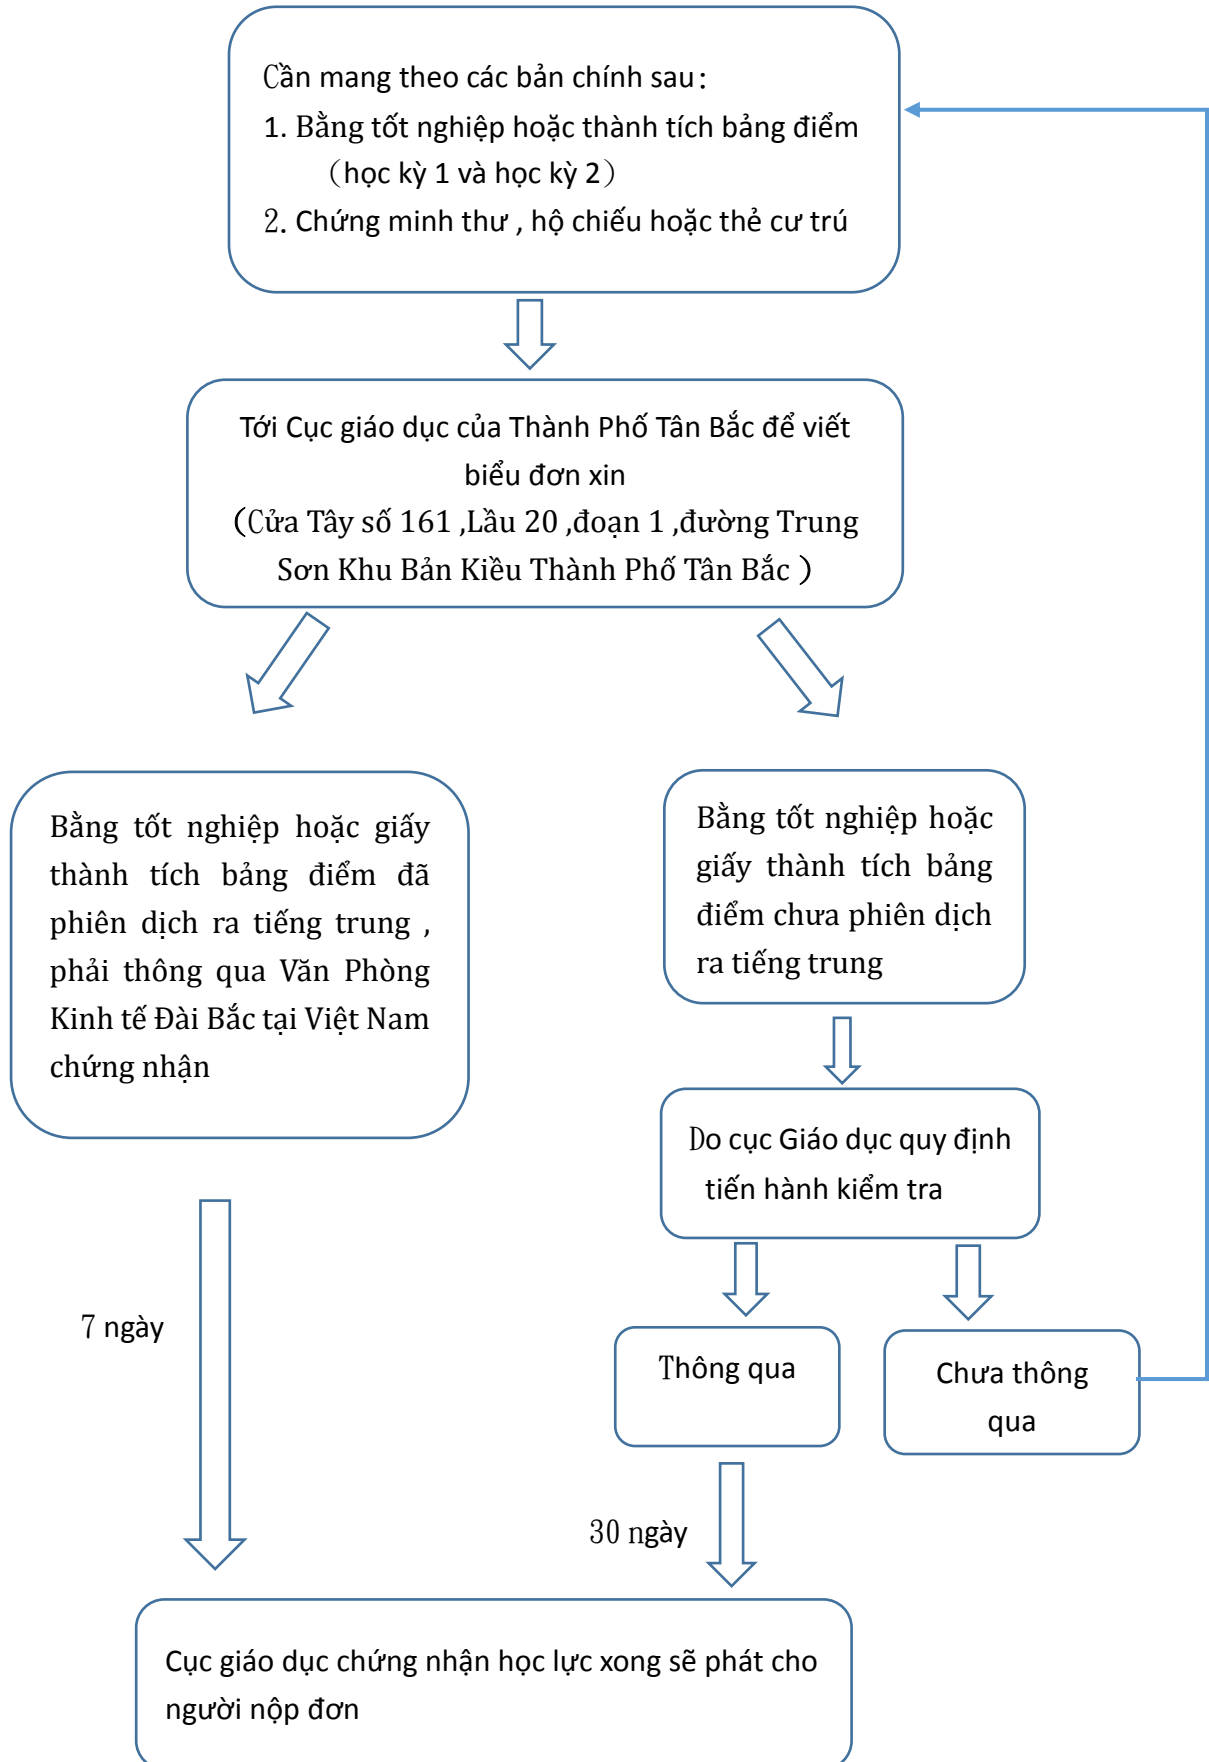 Cần mang theo các bản chính sau:
1. Bằng tốt nghiệp hoặc thành tích bảng điểm
（học kỳ 1 và học kỳ 2）
2. Chứng minh thư , hộ chiếu hoặc thẻ cư trú
Tới Cục giáo dục của Thành Phố Tân Bắc để viết
biểu đơn xin
（Cửa Tây số 161 ,Lầu 20 ,đoạn 1 ,đường Trung
Sơn Khu Bản Kiều Thành Phố Tân Bắc ）
Bằng tốt nghiệp hoặc giấy
thành tích bảng điểm đã
phiên dịch ra tiếng trung ,
phải thông qua Văn Phòng
Kinh tế Đài Bắc tại Việt Nam
chứng nhận
Bằng tốt nghiệp hoặc
giấy thành tích bảng
điểm chưa phiên dịch
ra tiếng trung
Do cục Giáo dục quy định
tiến hành kiểm tra
7 ngày
Thông qua
Chưa thông
qua
30 ngày
Cục giáo dục chứng nhận học lực xong sẽ phát cho
người nộp đơn